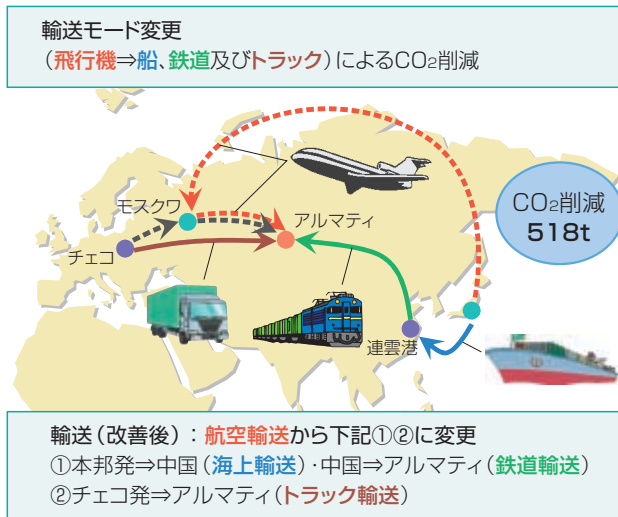 輸送モード変更
（飛行機⇒船、鉄道及びトラック）によるCO₂削減
モスクワ
アルマティ
チェコ
CO₂削減
518t
連雲港
輸送（改善後）：航空輸送から下記①②に変更
①本邦発⇒中国（海上輸送）・中国⇒アルマティ（鉄道輸送）
②チェコ発⇒アルマティ（トラック輸送）